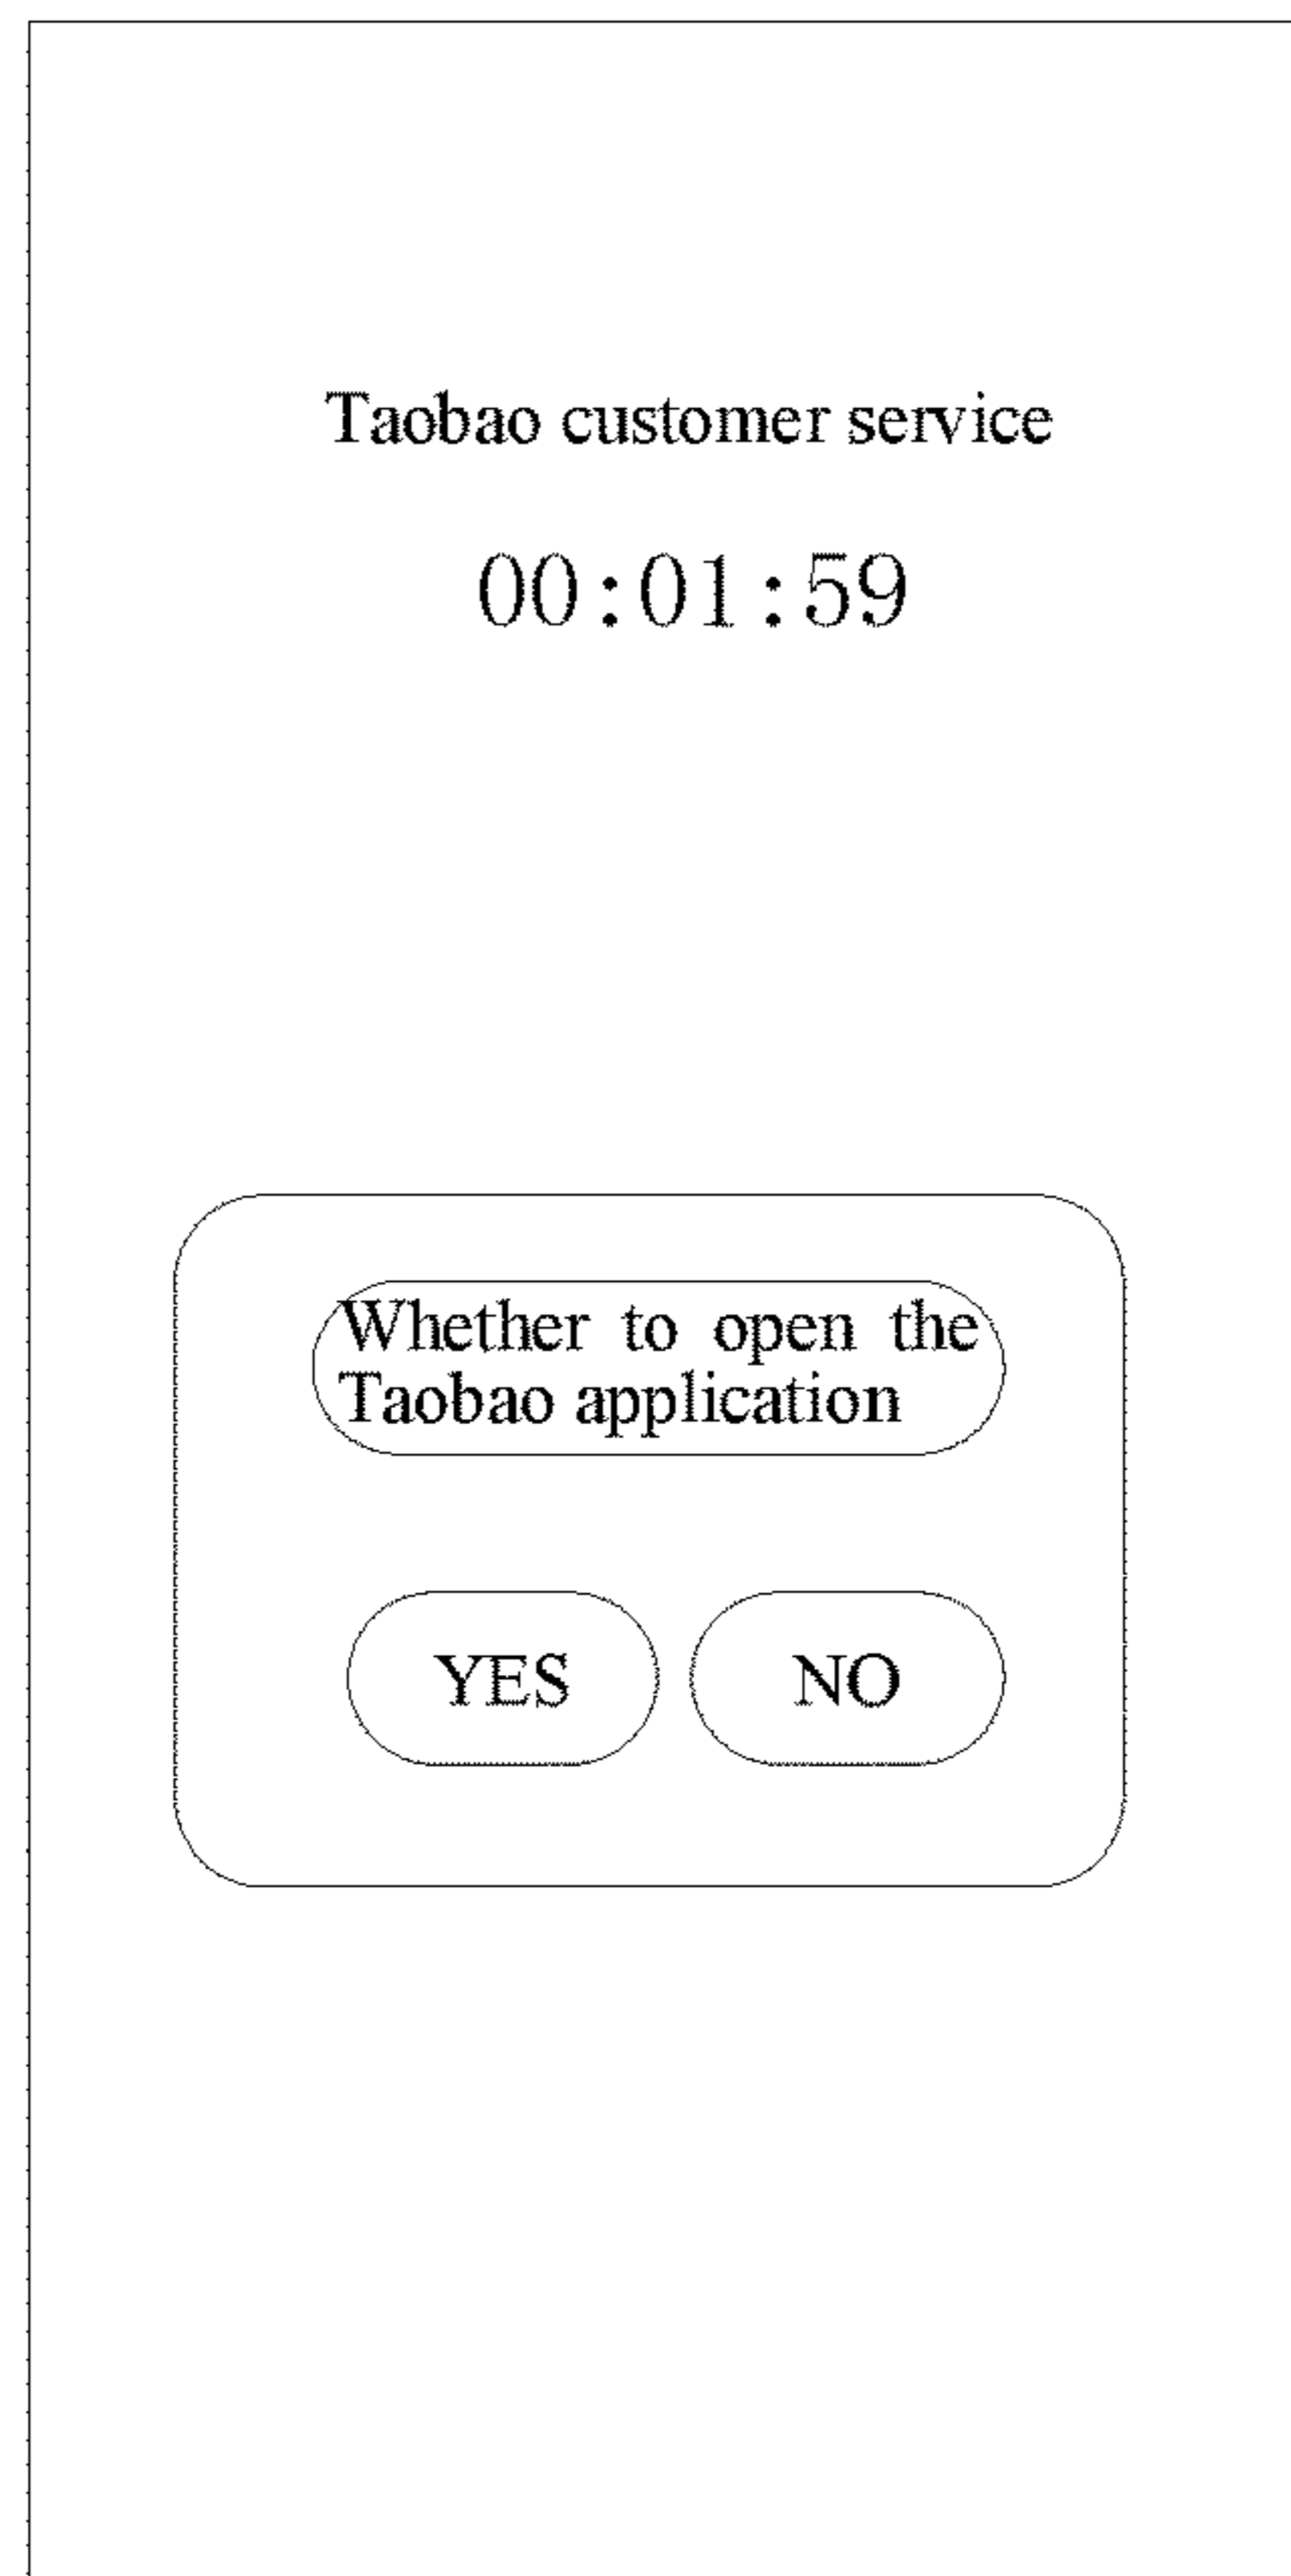 Taobao customer service
00:01:59
Whether to open the
Taobao application
YES NO